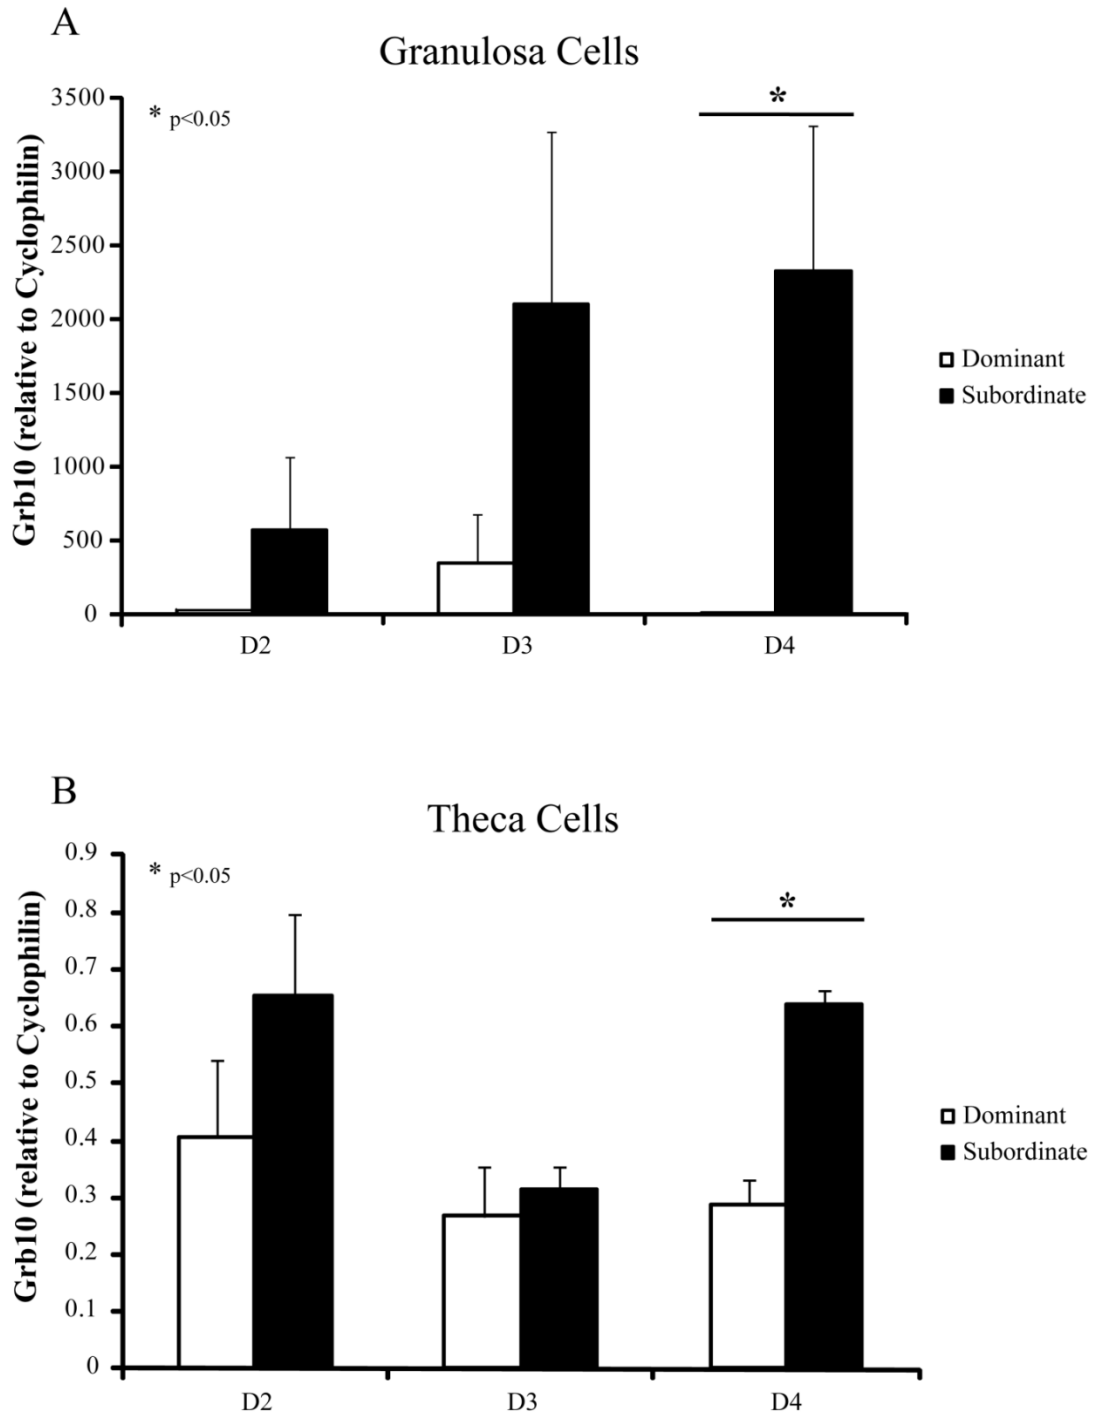 A
Granulosa Cells
* p<0.05
*
Grb10 (relative to Cyclophilin)
3500
3000
2500
2000
1500
1000
500
0
D2 D3 D4
Dominant
Subordinate
B
Theca Cells
* p<0.05
*
Grb10 (relative to Cyclophilin)
0.9
0.8
0.7
0.6
0.5
0.4
0.3
0.2
0.1
0
D2 D3 D4
Dominant
Subordinate